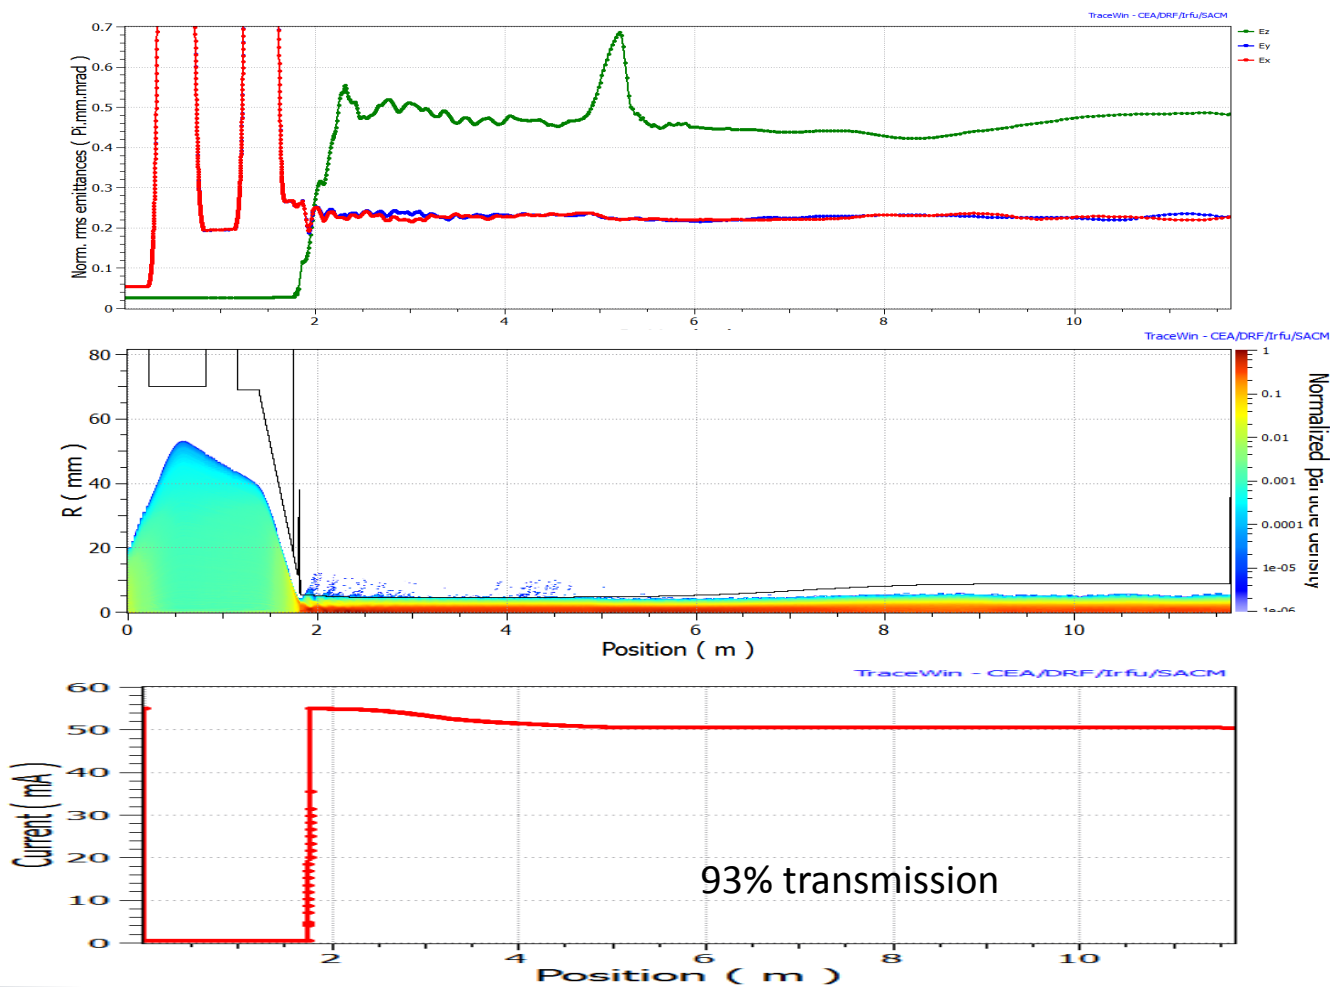 TraceWin - CEA/DRF/Irfu/SACM
Norm. rms emittances ( Pi.mm.mrad )
0.7
0.6
0.5
0.4
0.3
0.2
0.1
0
2
4
6
8
10
Ez
Ey
Ex
TraceWin - CEA/DRF/Irfu/SACM
R ( mm )
80
60
40
20
0
0
2
4
6
8
10
Position ( m )
1
0.1
0.01
0.001
0.0001
1e-05
1e-06
Normalized particle density
TraceWin - CEA/DRF/Irfu/SACM
Current ( mA )
60
50
40
30
20
10
0
93% transmission
2
4
6
8
10
Position ( m )